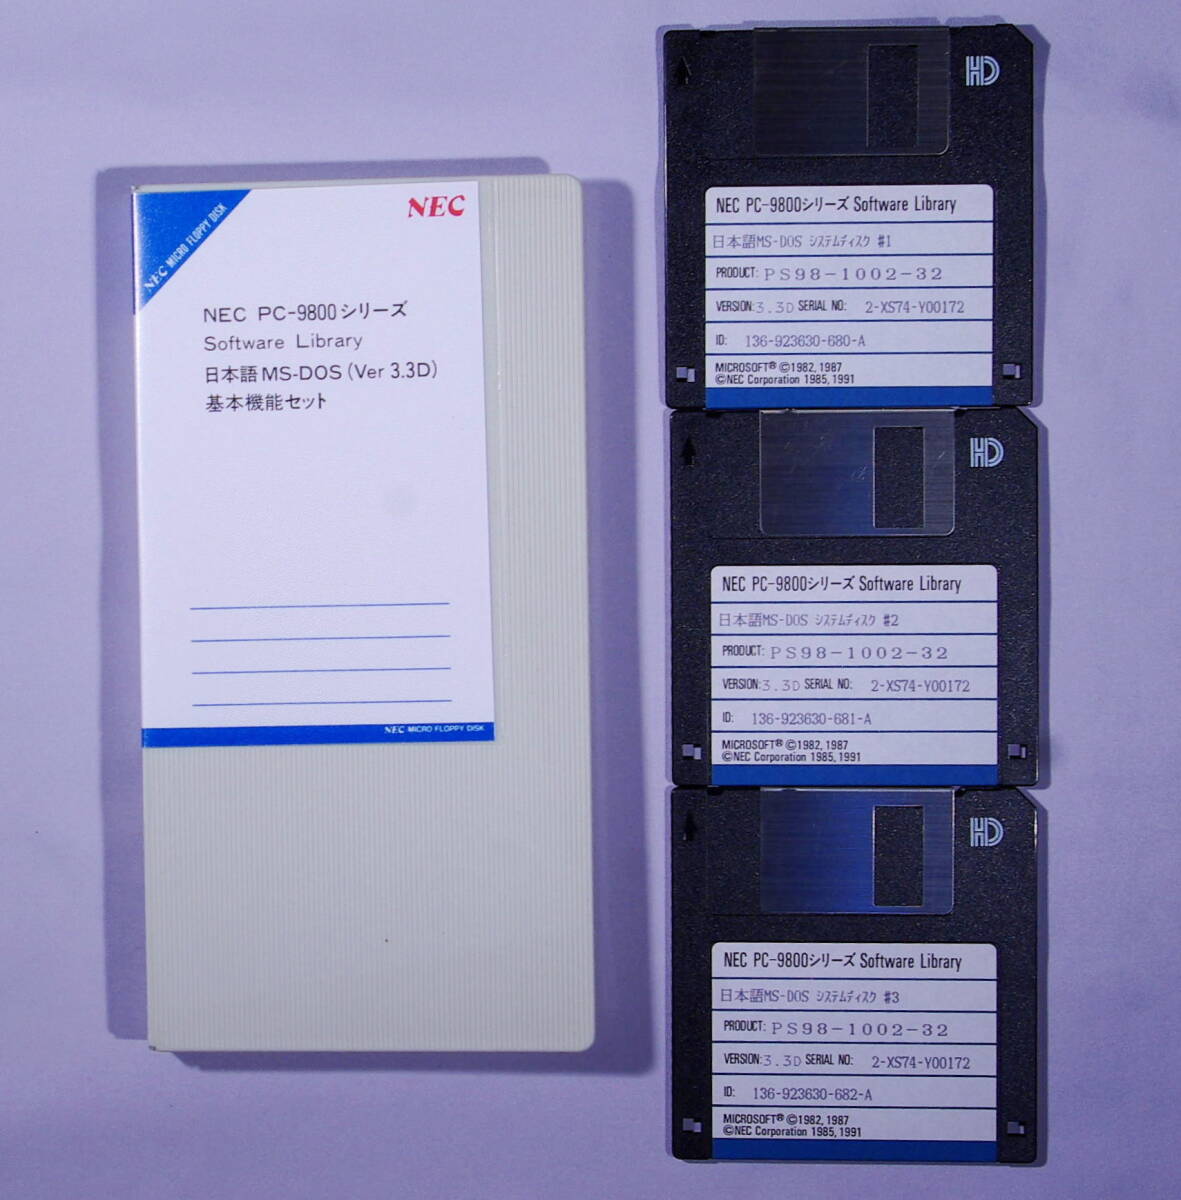 NEC MICRO FLOPPY DISK
NEC
NEC PC-9800シリーズ
Software Library
日本語MS-DOS (Ver 3.3D)
基本機能セット
NEC MICRO FLOPPY DISK
HD
NEC PC-9800シリーズ Software Library
日本語MS-DOS システムディスク #1
PRODUCT: PS98-1002-32
VERSION: 3.3D SERIAL NO: 2-XS74-Y00172
ID: 136-923630-680-A
MICROSOFT® ©1982, 1987
©NEC Corporation 1985, 1991
HD
NEC PC-9800シリーズ Software Library
日本語MS-DOS システムディスク #2
PRODUCT: PS98-1002-32
VERSION: 3.3D SERIAL NO: 2-XS74-Y00172
ID: 136-923630-681-A
MICROSOFT® ©1982, 1987
©NEC Corporation 1985, 1991
HD
NEC PC-9800シリーズ Software Library
日本語MS-DOS システムディスク #3
PRODUCT: PS98-1002-32
VERSION: 3.3D SERIAL NO: 2-XS74-Y00172
ID: 136-923630-682-A
MICROSOFT® ©1982, 1987
©NEC Corporation 1985, 1991